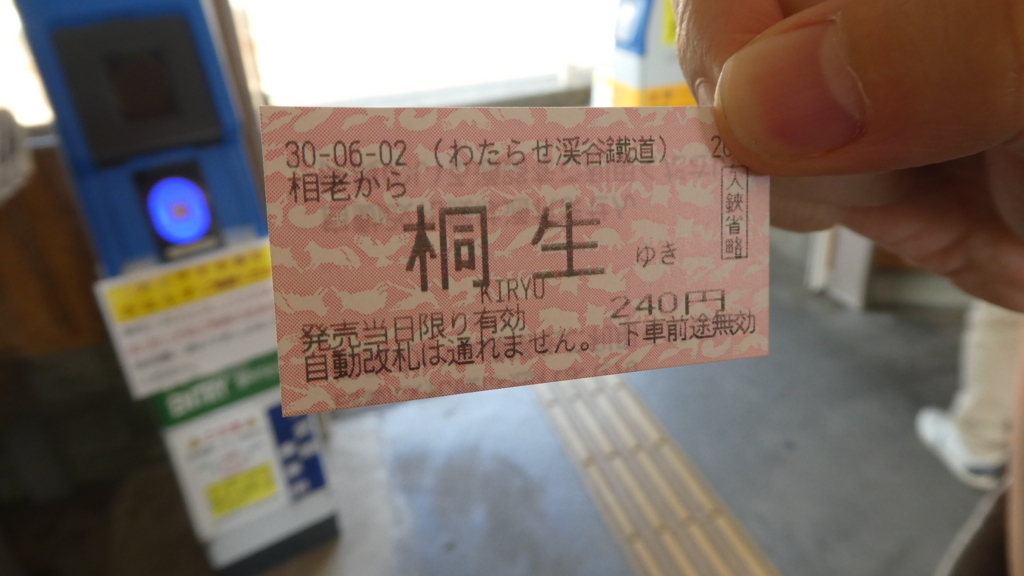 30-06-02 (わたらせ渓谷鐵道)
相老から
入鋏省略
桐生 ゆき
KIRYU
240円
発売当日限り有効
下車前途無効
自動改札は通れません。
ENTRY